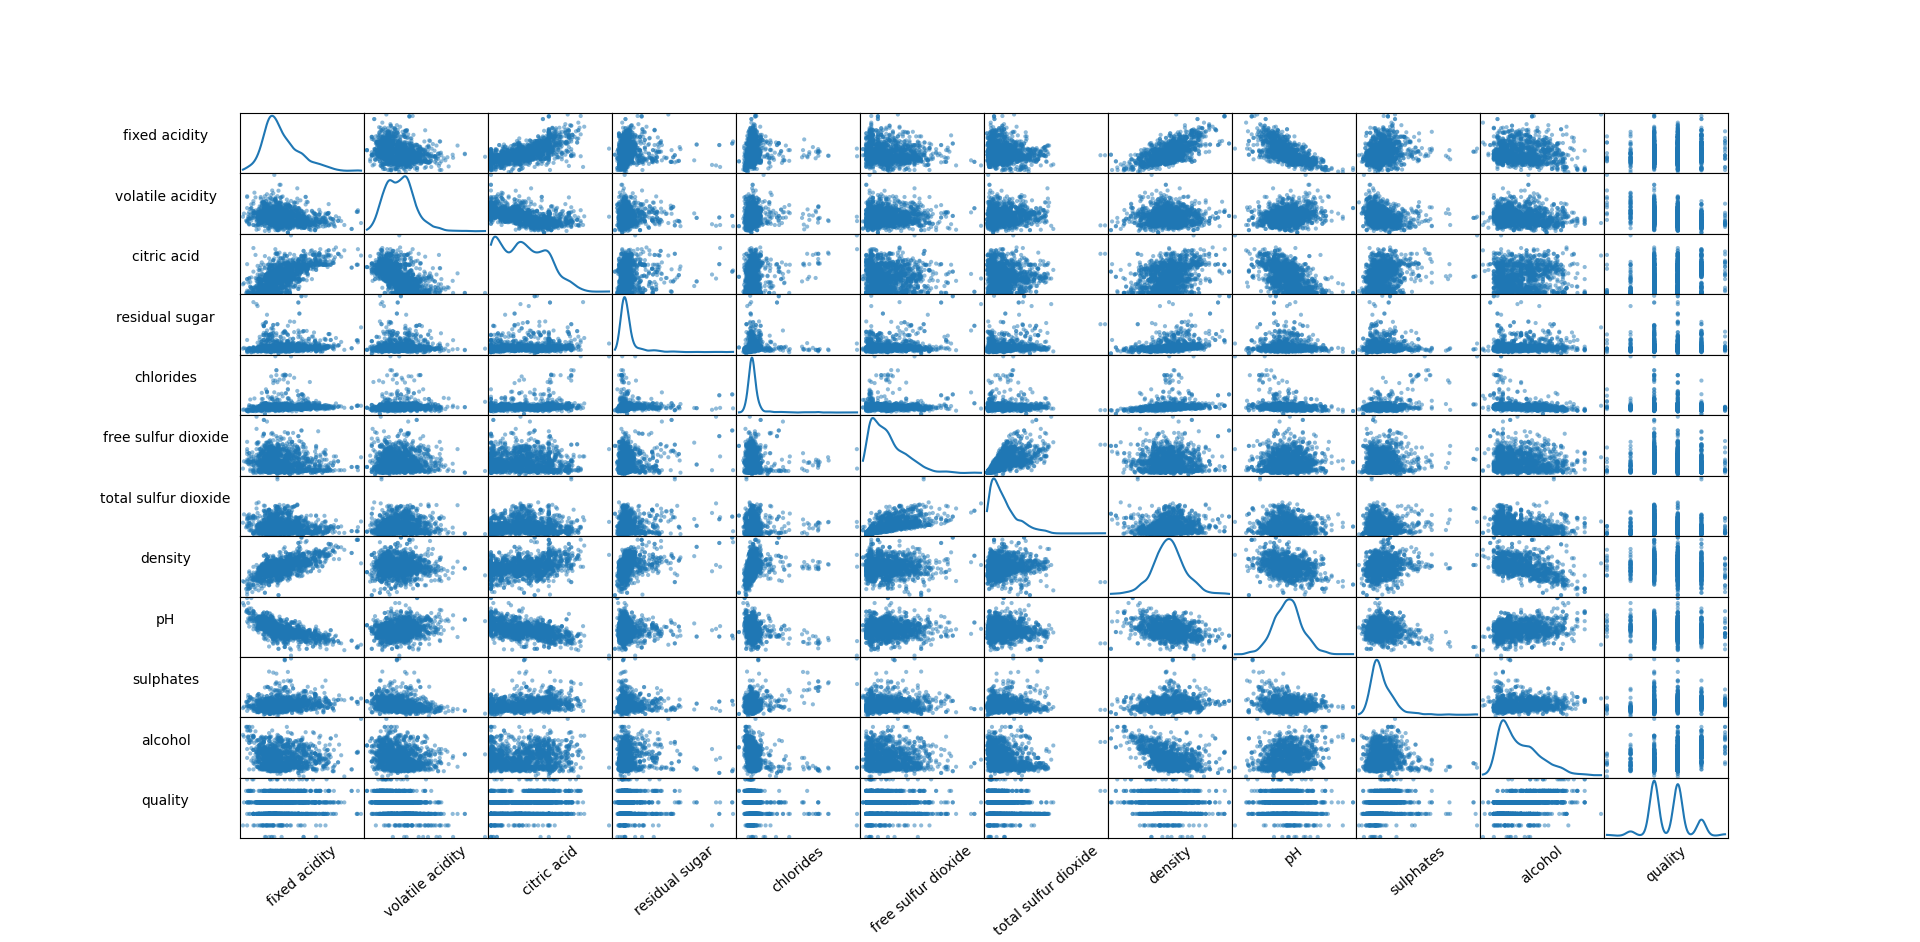 fixed acidity
volatile acidity
citric acid
residual sugar
chlorides
free sulfur dioxide
total sulfur dioxide
density
pH
sulphates
alcohol
quality
fixed acidity
volatile acidity
citric acid
residual sugar
chlorides
free sulfur dioxide
total sulfur dioxide
density
pH
sulphates
alcohol
quality